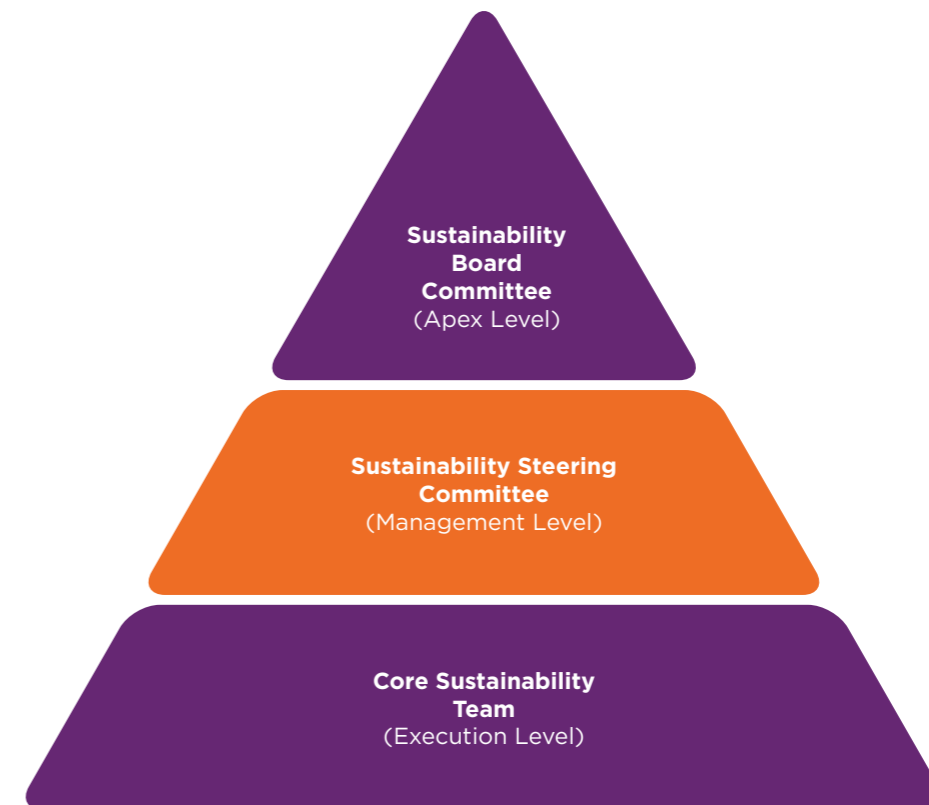 Sustainability
Board
Committee
(Apex Level)
Sustainability Steering
Committee
(Management Level)
Core Sustainability
Team
(Execution Level)